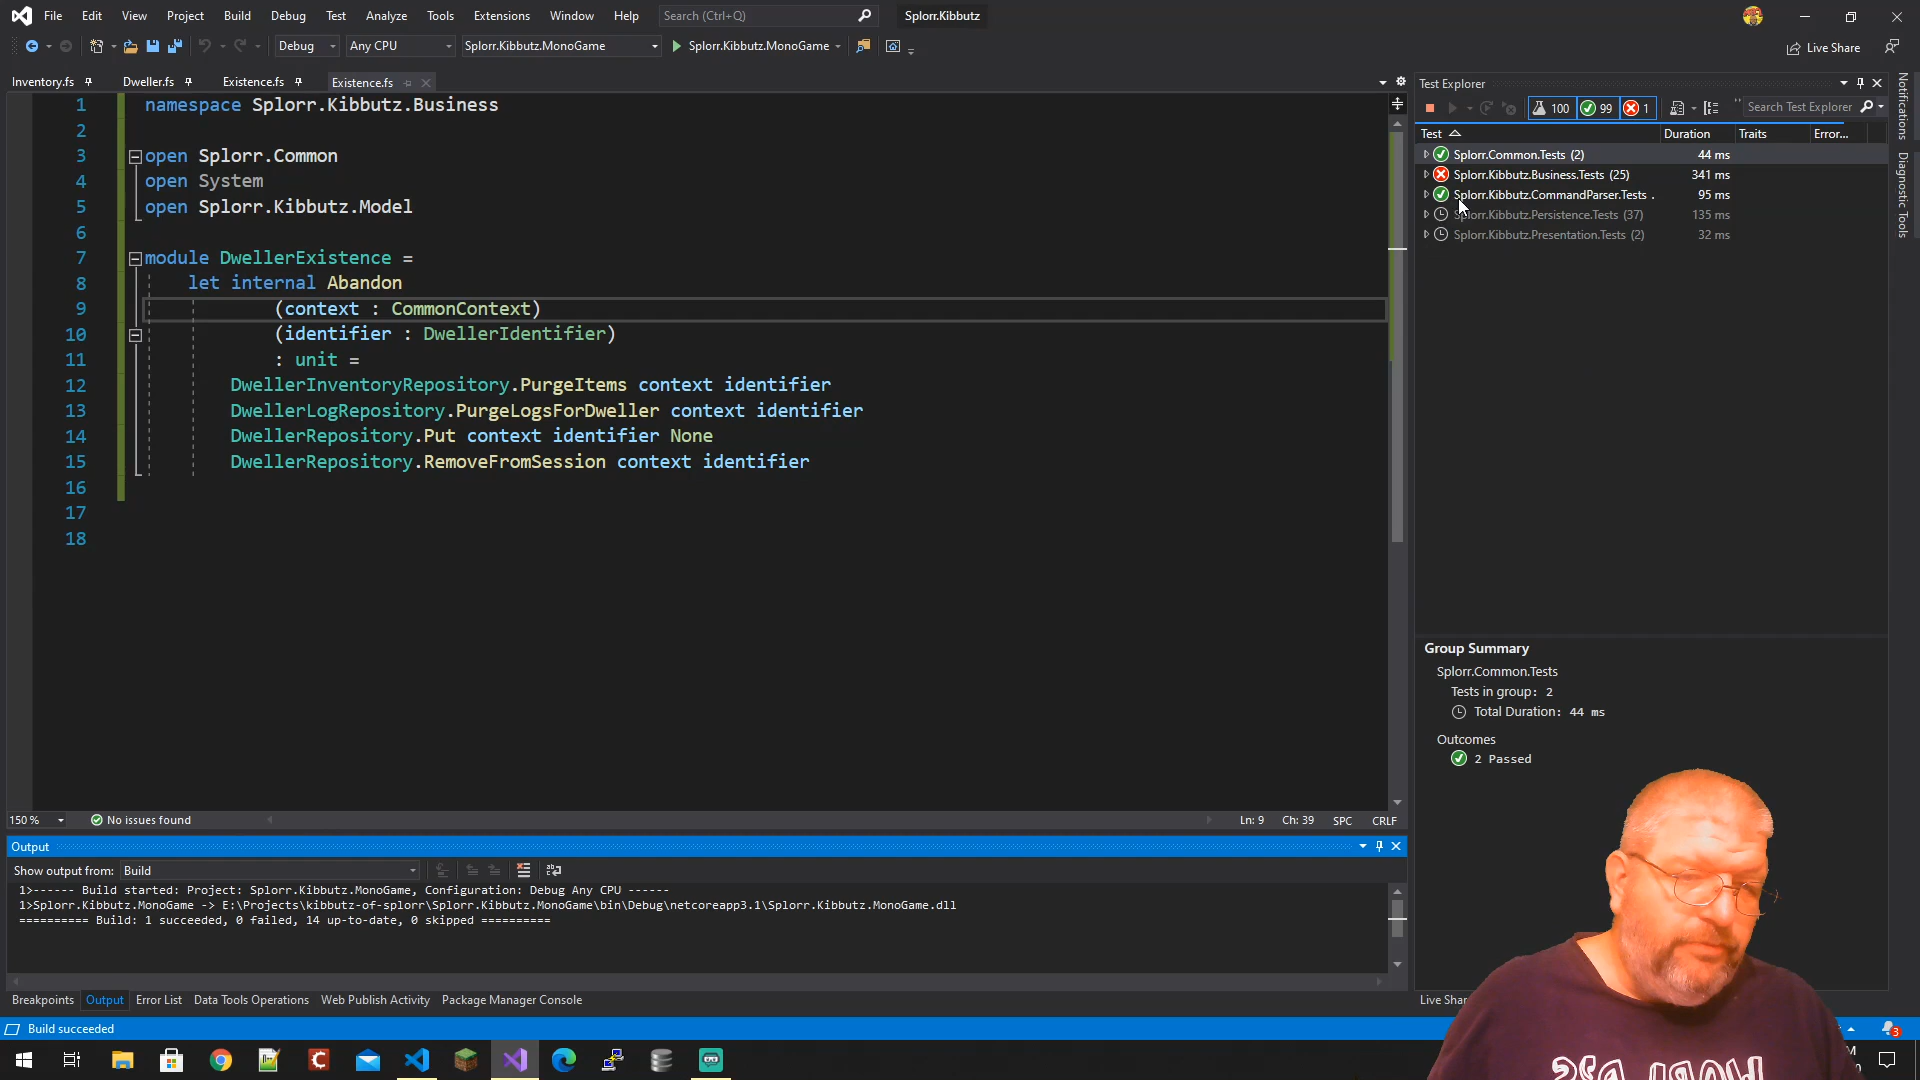 File Edit View Project Build Debug Test Analyze Tools Extensions Window Help Search (Ctrl+Q) Splorr.Kibbutz
Debug Any CPU Splorr.Kibbutz.MonoGame Splorr.Kibbutz.MonoGame Live Share
Inventory.fs Dweller.fs Existence.fs Existence.fs
1 namespace Splorr.Kibbutz.Business
2
3 open Splorr.Common
4 open System
5 open Splorr.Kibbutz.Model
6
7 module DwellerExistence =
8 let internal Abandon
9 (context : CommonContext)
10 (identifier : DwellerIdentifier)
11 : unit =
12 DwellerInventoryRepository.PurgeItems context identifier
13 DwellerLogRepository.PurgeLogsForDweller context identifier
14 DwellerRepository.Put context identifier None
15 DwellerRepository.RemoveFromSession context identifier
16
17
18
150 % No issues found Ln: 9 Ch: 39 SPC CRLF
Output
Show output from: Build
1>------ Build started: Project: Splorr.Kibbutz.MonoGame, Configuration: Debug Any CPU ------
1>Splorr.Kibbutz.MonoGame -> E:\Projects\kibbutz-of-splorr\Splorr.Kibbutz.MonoGame\bin\Debug\netcoreapp3.1\Splorr.Kibbutz.MonoGame.dll
========== Build: 1 succeeded, 0 failed, 14 up-to-date, 0 skipped ==========
Breakpoints Output Error List Data Tools Operations Web Publish Activity Package Manager Console
Build succeeded
Test Explorer
100 99 1 Search Test Explorer
Test Duration Traits Error...
Splorr.Common.Tests (2) 44 ms
Splorr.Kibbutz.Business.Tests (25) 341 ms
Splorr.Kibbutz.CommandParser.Tests . 95 ms
Splorr.Kibbutz.Persistence.Tests (37) 135 ms
Splorr.Kibbutz.Presentation.Tests (2) 32 ms
Group Summary
Splorr.Common.Tests
Tests in group: 2
Total Duration: 44 ms
Outcomes
2 Passed
Live Shar
Notifications
Diagnostic Tools
3